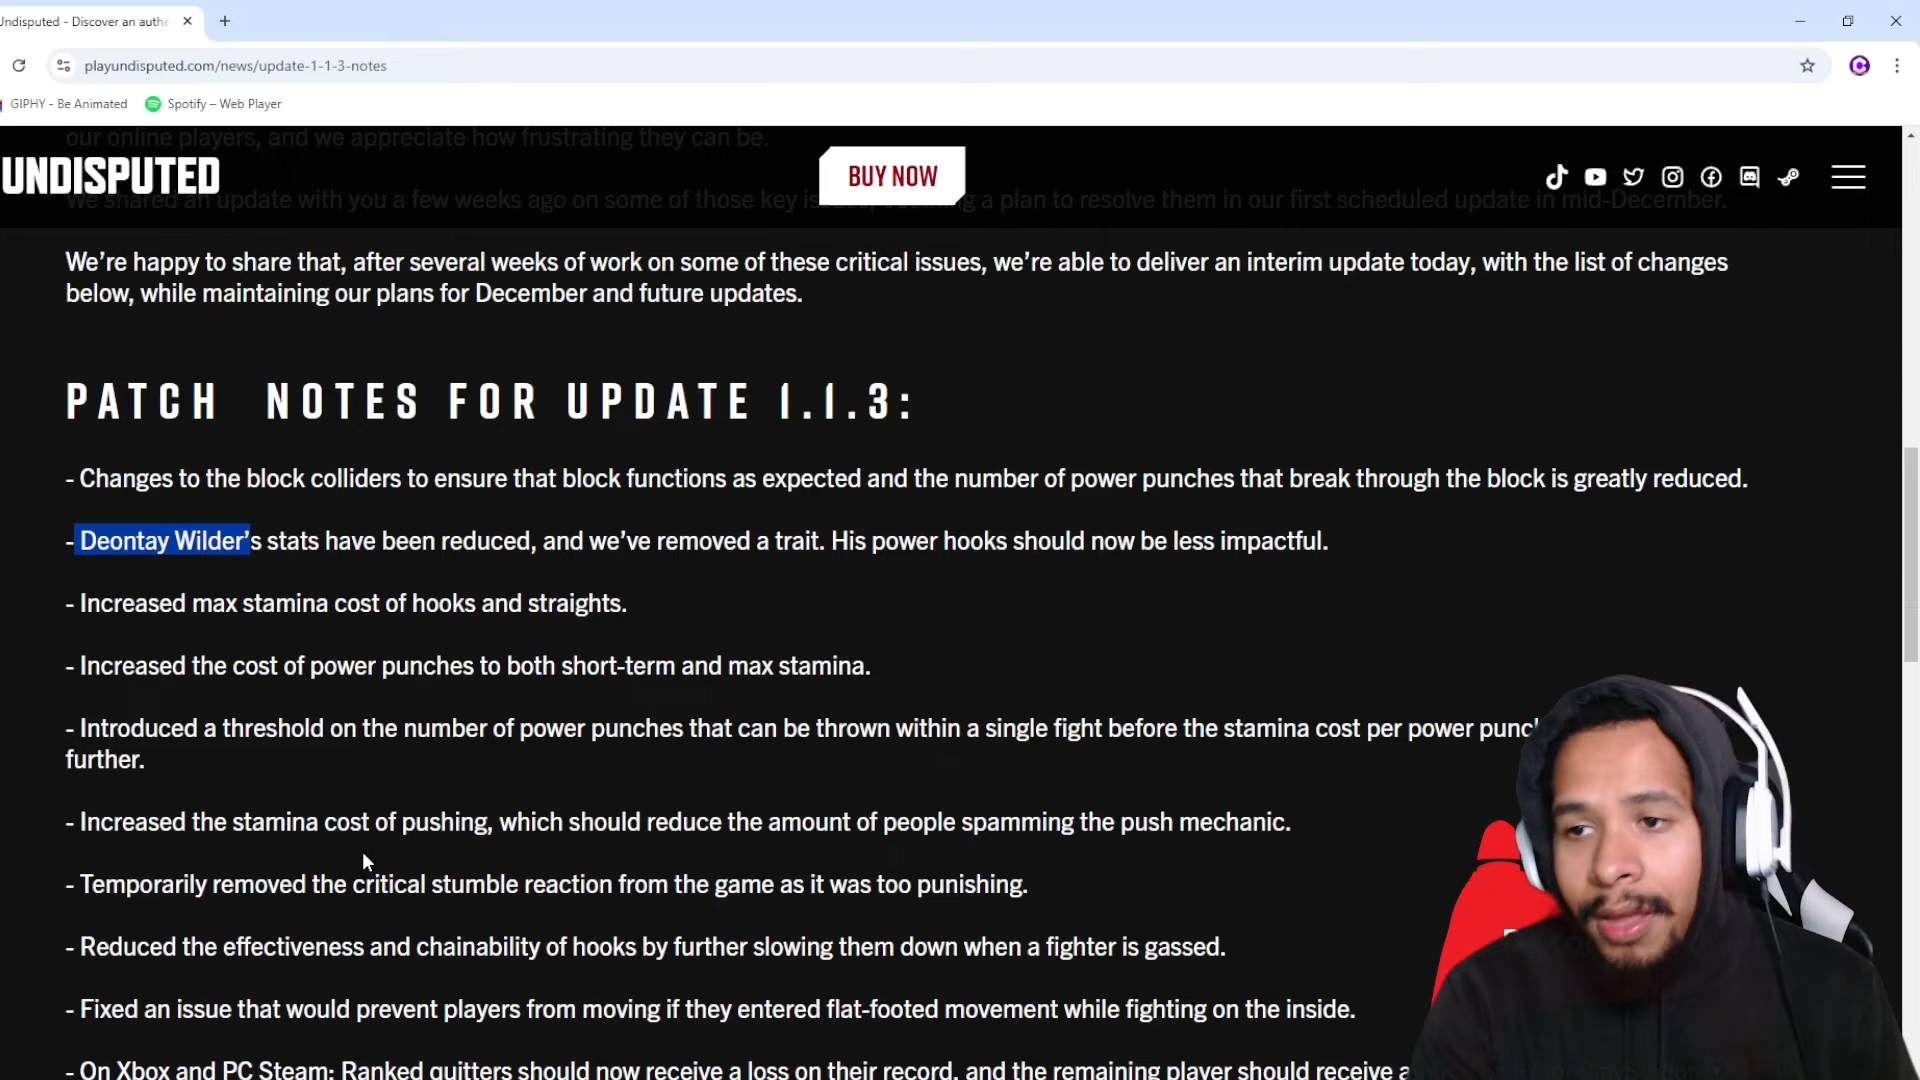 Undisputed - Discover an authe
playundisputed.com/news/update-1-1-3-notes
GIPHY - Be Animated
Spotify – Web Player
our online players, and we appreciate how frustrating they can be.
UNDISPUTED
BUY NOW
We shared an update with you a few weeks ago on some of those key issues, a plan to resolve them in our first scheduled update in mid-December.
We’re happy to share that, after several weeks of work on some of these critical issues, we’re able to deliver an interim update today, with the list of changes
below, while maintaining our plans for December and future updates.
PATCH NOTES FOR UPDATE 1.1.3:
- Changes to the block colliders to ensure that block functions as expected and the number of power punches that break through the block is greatly reduced.
- Deontay Wilder’s stats have been reduced, and we’ve removed a trait. His power hooks should now be less impactful.
- Increased max stamina cost of hooks and straights.
- Increased the cost of power punches to both short-term and max stamina.
- Introduced a threshold on the number of power punches that can be thrown within a single fight before the stamina cost per power punc
further.
- Increased the stamina cost of pushing, which should reduce the amount of people spamming the push mechanic.
- Temporarily removed the critical stumble reaction from the game as it was too punishing.
- Reduced the effectiveness and chainability of hooks by further slowing them down when a fighter is gassed.
- Fixed an issue that would prevent players from moving if they entered flat-footed movement while fighting on the inside.
- On Xbox and PC Steam: Ranked quitters should now receive a loss on their record, and the remaining player should receive a